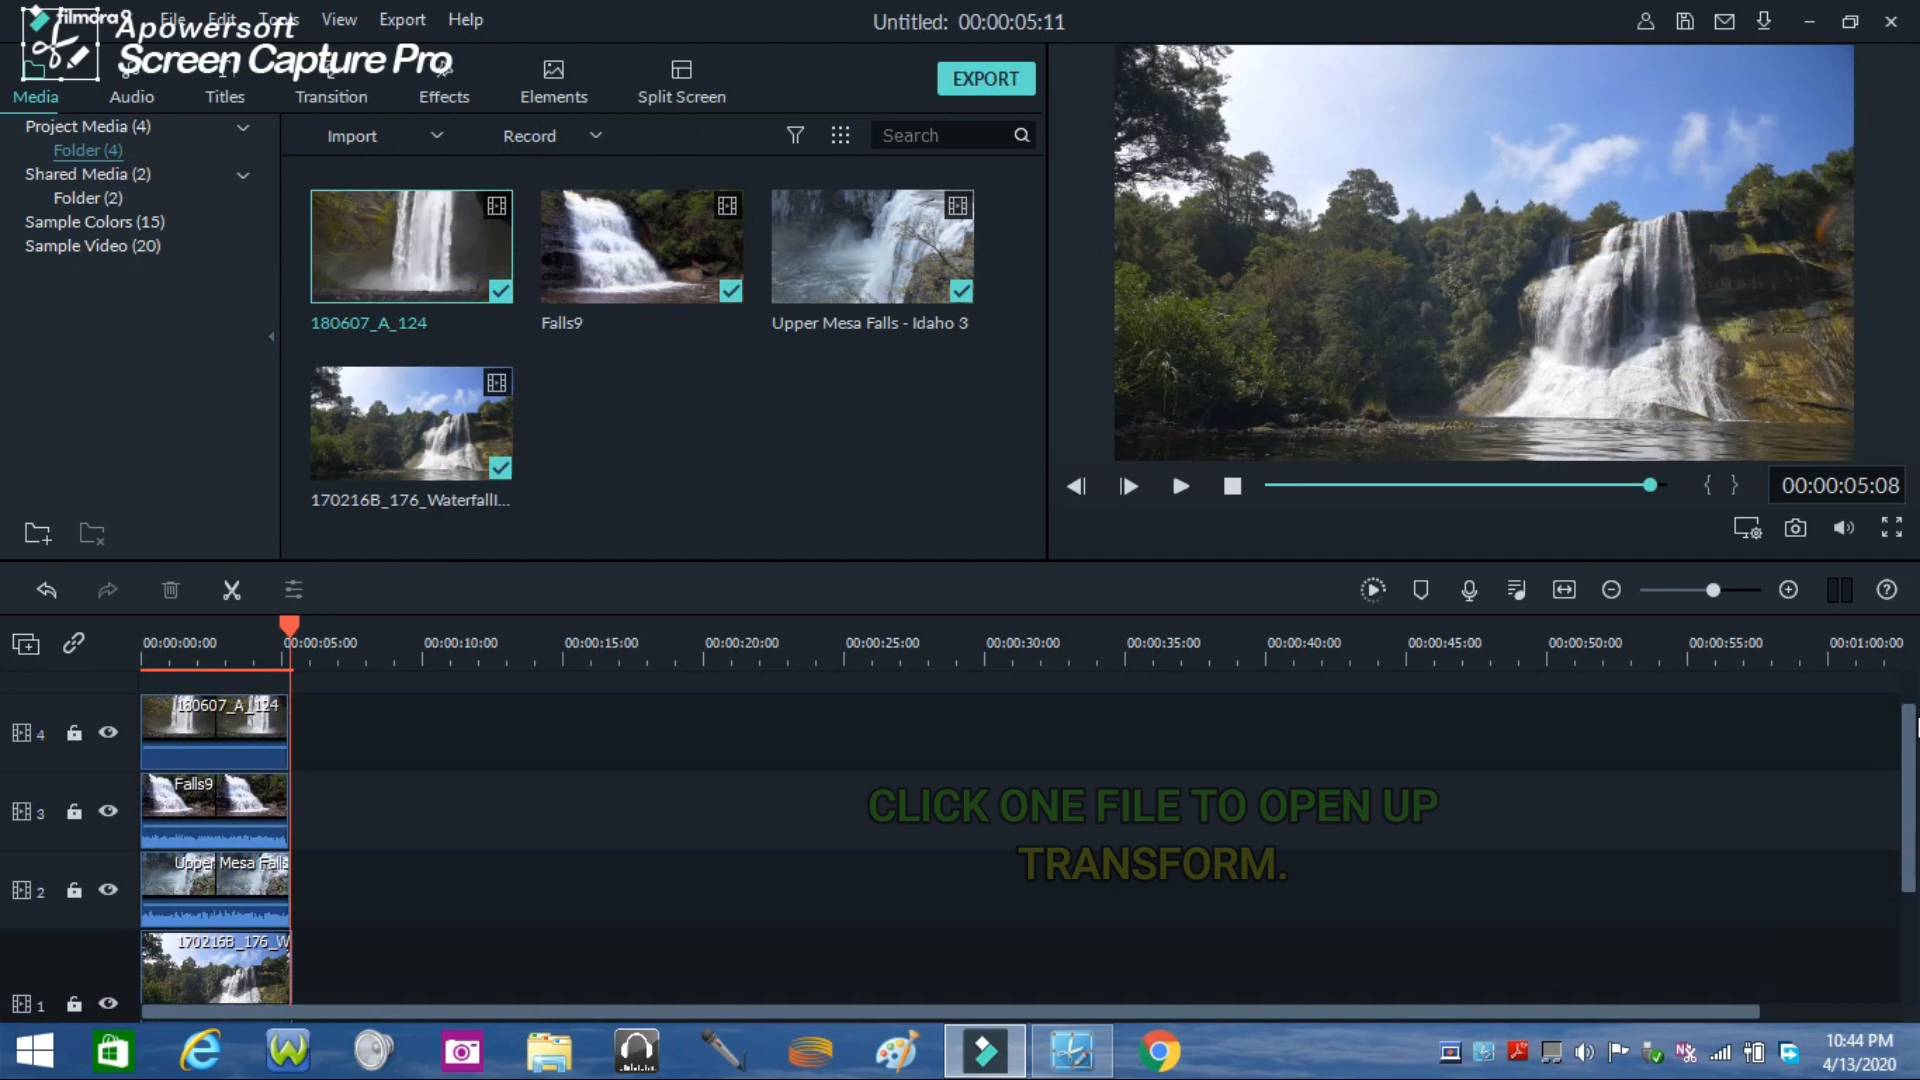 filmora9 File Edit Tools View Export Help
Untitled: 00:00:05:11
Apowersoft
Screen Capture Pro
Media Audio Titles Transition Effects Elements Split Screen
EXPORT
Project Media (4)
Folder (4)
Shared Media (2)
Folder (2)
Sample Colors (15)
Sample Video (20)
Import Record Search
180607_A_124 Falls9 Upper Mesa Falls - Idaho 3
170216B_176_WaterfallI...
00:00:05:08
00:00:00:00 00:00:05:00 00:00:10:00 00:00:15:00 00:00:20:00 00:00:25:00 00:00:30:00 00:00:35:00 00:00:40:00 00:00:45:00 00:00:50:00 00:00:55:00 00:01:00:00
180607_A_124
4
Falls9
3
Upper Mesa Falls
2
170216B_176_W
1
CLICK ONE FILE TO OPEN UP
TRANSFORM.
10:44 PM
4/13/2020